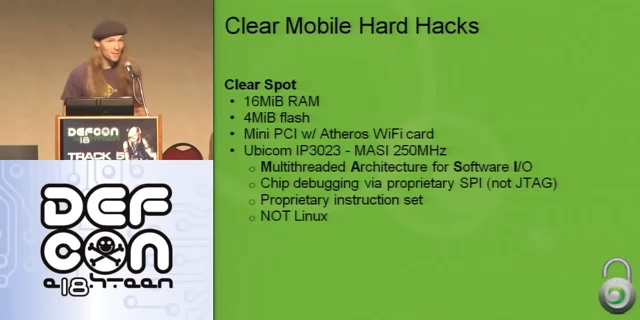 Clear Mobile Hard Hacks
Clear Spot
• 16MiB RAM
• 4MiB flash
• Mini PCI w/ Atheros WiFi card
• Ubicom IP3023 - MASI 250MHz
o Multithreaded Architecture for Software I/O
o Chip debugging via proprietary SPI (not JTAG)
o Proprietary instruction set
o NOT Linux
DEFCON
18
TRACK 5
DEF
CON
e18hteen